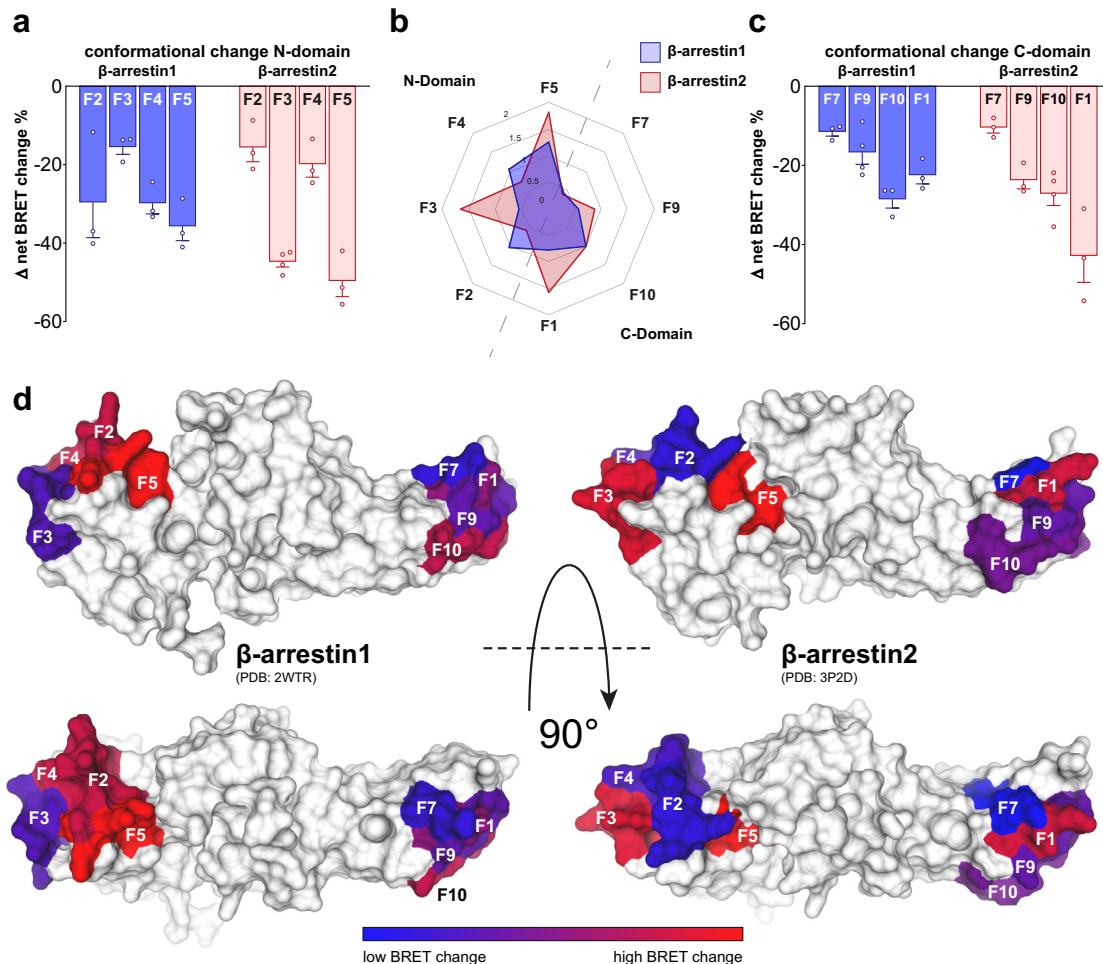 a
conformational change N-domain
β-arrestin1
β-arrestin2
Δ net BRET change %
0
-20
-40
-60
F2
F3
F4
F5
F2
F3
F4
F5
b
β-arrestin1
β-arrestin2
N-Domain
C-Domain
F5
F7
F9
F10
F1
F2
F3
F4
2
1.5
1
0.5
0
c
conformational change C-domain
β-arrestin1
β-arrestin2
Δ net BRET change %
0
-20
-40
-60
F7
F9
F10
F1
F7
F9
F10
F1
d
F2
F4
F5
F3
F7
F1
F9
F10
F4
F2
F3
F5
F7
F1
F9
F10
β-arrestin1
(PDB: 2WTR)
β-arrestin2
(PDB: 3P2D)
90°
F4
F2
F3
F5
F7
F1
F9
F10
F4
F2
F3
F5
F7
F1
F9
F10
low BRET change
high BRET change